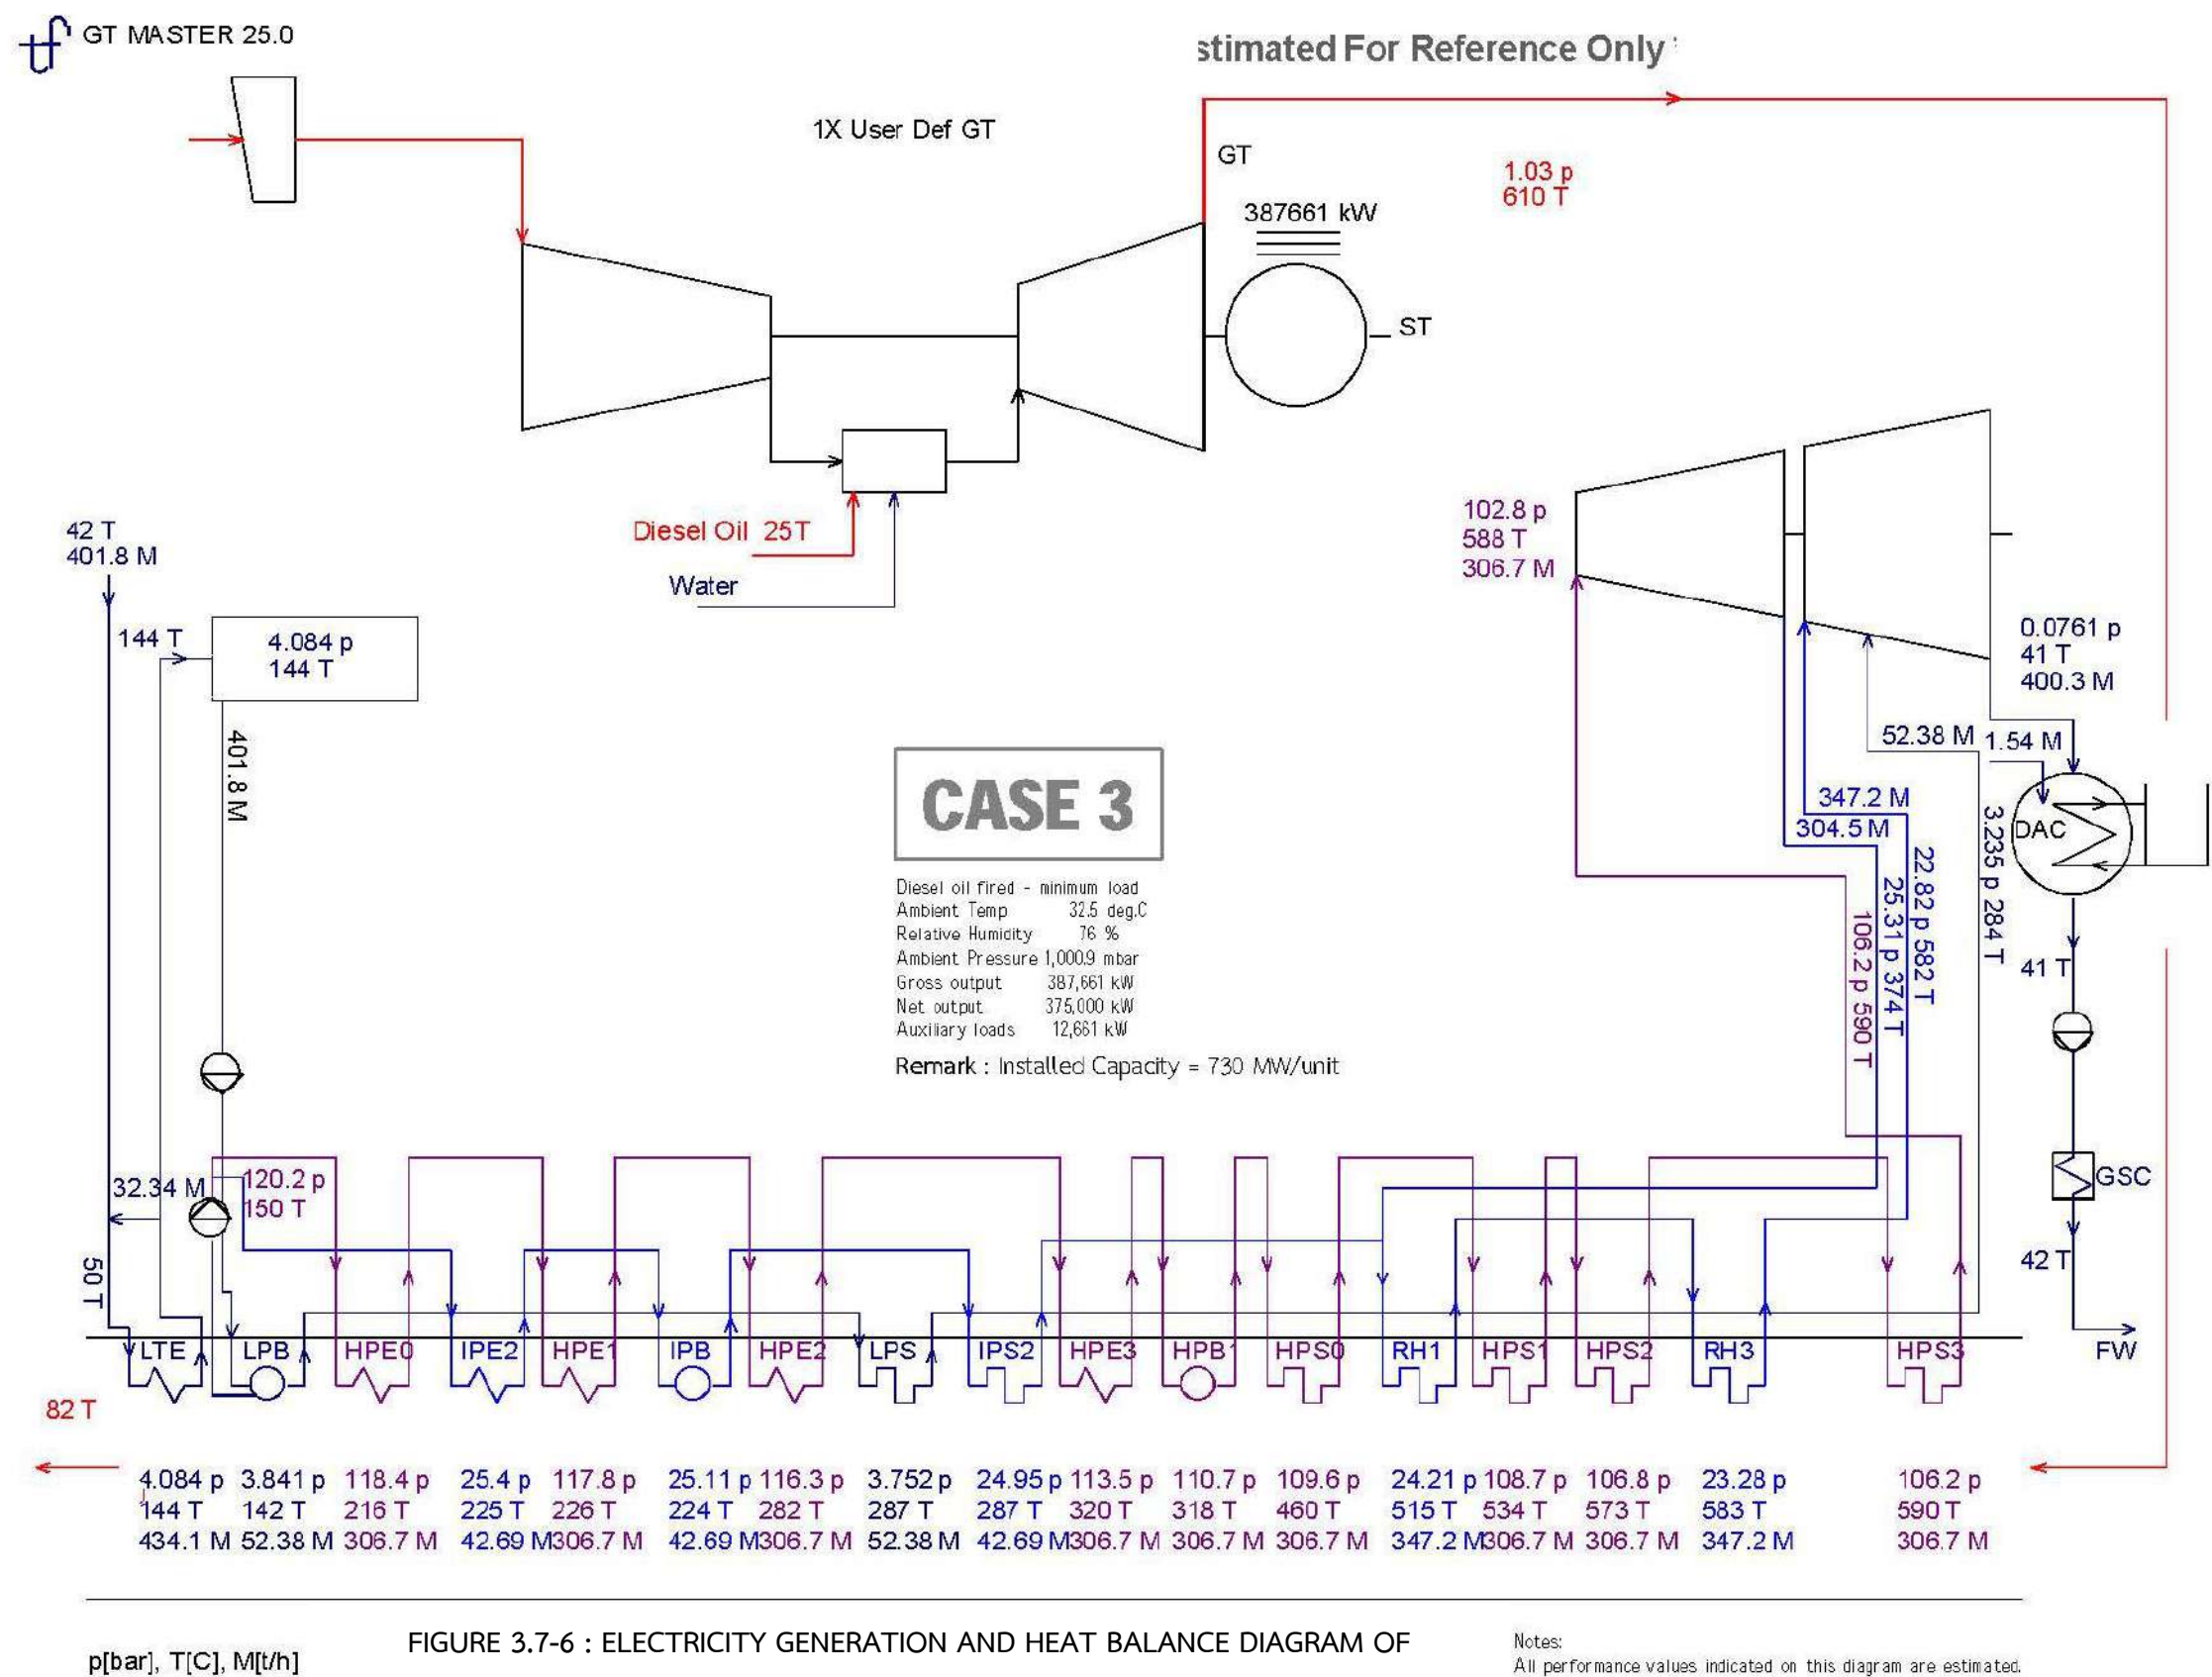 tf GT MASTER 25.0
stimated For Reference Only
1X User Def GT
GT
1.03 p
610 T
387661 kW
ST
Diesel Oil 25T
Water
42 T
401.8 M
144 T
4.084 p
144 T
401.8 M
102.8 p
588 T
306.7 M
0.0761 p
41 T
400.3 M
52.38 M
1.54 M
347.2 M
304.5 M
DAC
3.235 p 284 T
22.82 p 582 T
25.31 p 374 T
106.2 p 590 T
41 T
CASE 3
Diesel oil fired - minimum load
Ambient Temp 32.5 deg.C
Relative Humidity 76 %
Ambient Pressure 1,000.9 mbar
Gross output 387,661 kW
Net output 375,000 kW
Auxiliary loads 12,661 kW
Remark : Installed Capacity = 730 MW/unit
32.34 M
120.2 p
150 T
50 T
GSC
42 T
FW
LTE LPB HPE0 IPE2 HPE1 IPB HPE2 LPS IPS2 HPE3 HPB1 HPS0 RH1 HPS1 HPS2 RH3 HPS3
82 T
4.084 p 3.841 p 118.4 p 25.4 p 117.8 p 25.11 p 116.3 p 3.752 p 24.95 p 113.5 p 110.7 p 109.6 p 24.21 p 108.7 p 106.8 p 23.28 p 106.2 p
144 T 142 T 216 T 225 T 226 T 224 T 282 T 287 T 287 T 320 T 318 T 460 T 515 T 534 T 573 T 583 T 590 T
434.1 M 52.38 M 306.7 M 42.69 M 306.7 M 42.69 M 306.7 M 52.38 M 42.69 M 306.7 M 306.7 M 306.7 M 347.2 M 306.7 M 306.7 M 347.2 M 306.7 M
p[bar], T[C], M[t/h]
FIGURE 3.7-6 : ELECTRICITY GENERATION AND HEAT BALANCE DIAGRAM OF
Notes:
All performance values indicated on this diagram are estimated.